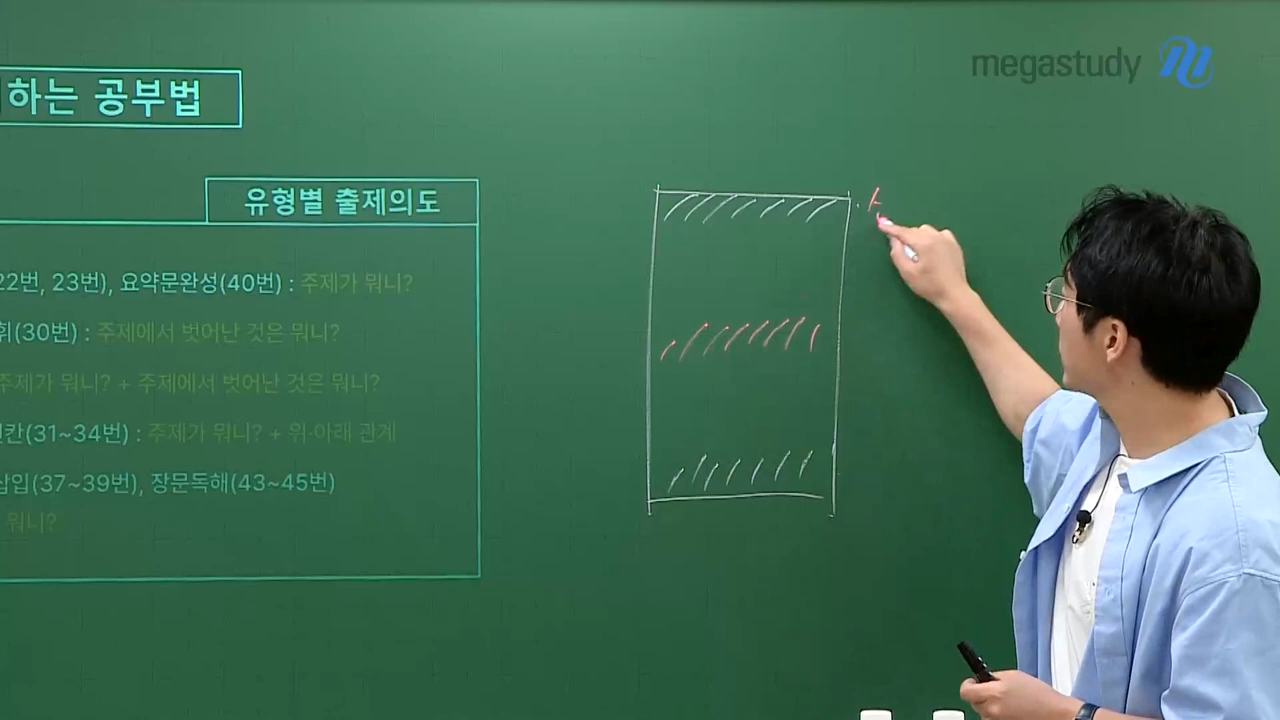 megastudy
하는 공부법
유형별 출제의도
22번, 23번), 요약문완성(40번) : 주제가 뭐니?
휘(30번) : 주제에서 벗어난 것은 뭐니?
주제가 뭐니? + 주제에서 벗어난 것은 뭐니?
빈칸(31~34번) : 주제가 뭐니? + 위·아래 관계
삽입(37~39번), 장문독해(43~45번)
뭐니?